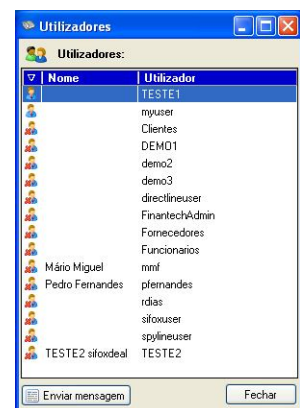 Utilizadores
Utilizadores:
Nome Utilizador
TESTE1
myuser
Clientes
DEMO1
demo2
demo3
directlineuser
FinantechAdmin
Fornecedores
Funcionarios
Mário Miguel mmf
Pedro Fernandes pfernandes
rdias
sifoxuser
spylineuser
TESTE2 sifoxdeal TESTE2
Enviar mensagem Fechar